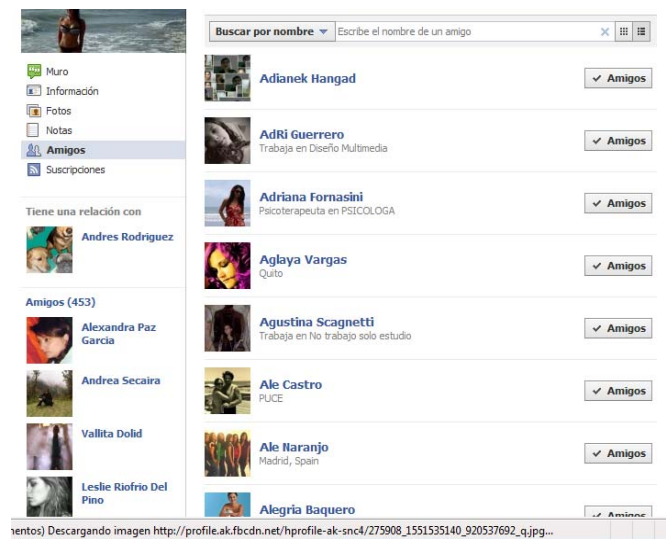 Muro
Información
Fotos
Notas
Amigos
Suscripciones
Tiene una relación con
Andres Rodriguez
Amigos (453)
Alexandra Paz
Garcia
Andrea Secaira
Vallita Dolid
Leslie Riofrio Del
Pino
Buscar por nombre Escribe el nombre de un amigo
Adianek Hangad
Amigos
AdRi Guerrero
Trabaja en Diseño Multimedia
Amigos
Adriana Fornasini
Psicoterapeuta en PSICOLOGA
Amigos
Aglaya Vargas
Quito
Amigos
Agustina Scagnetti
Trabaja en No trabajo solo estudio
Amigos
Ale Castro
PUCE
Amigos
Ale Naranjo
Madrid, Spain
Amigos
Alegria Baquero
Amigos
nentos) Descargando imagen http://profile.ak.fbcdn.net/hprofile-ak-snc4/275908_1551535140_920537692_q.jpg...